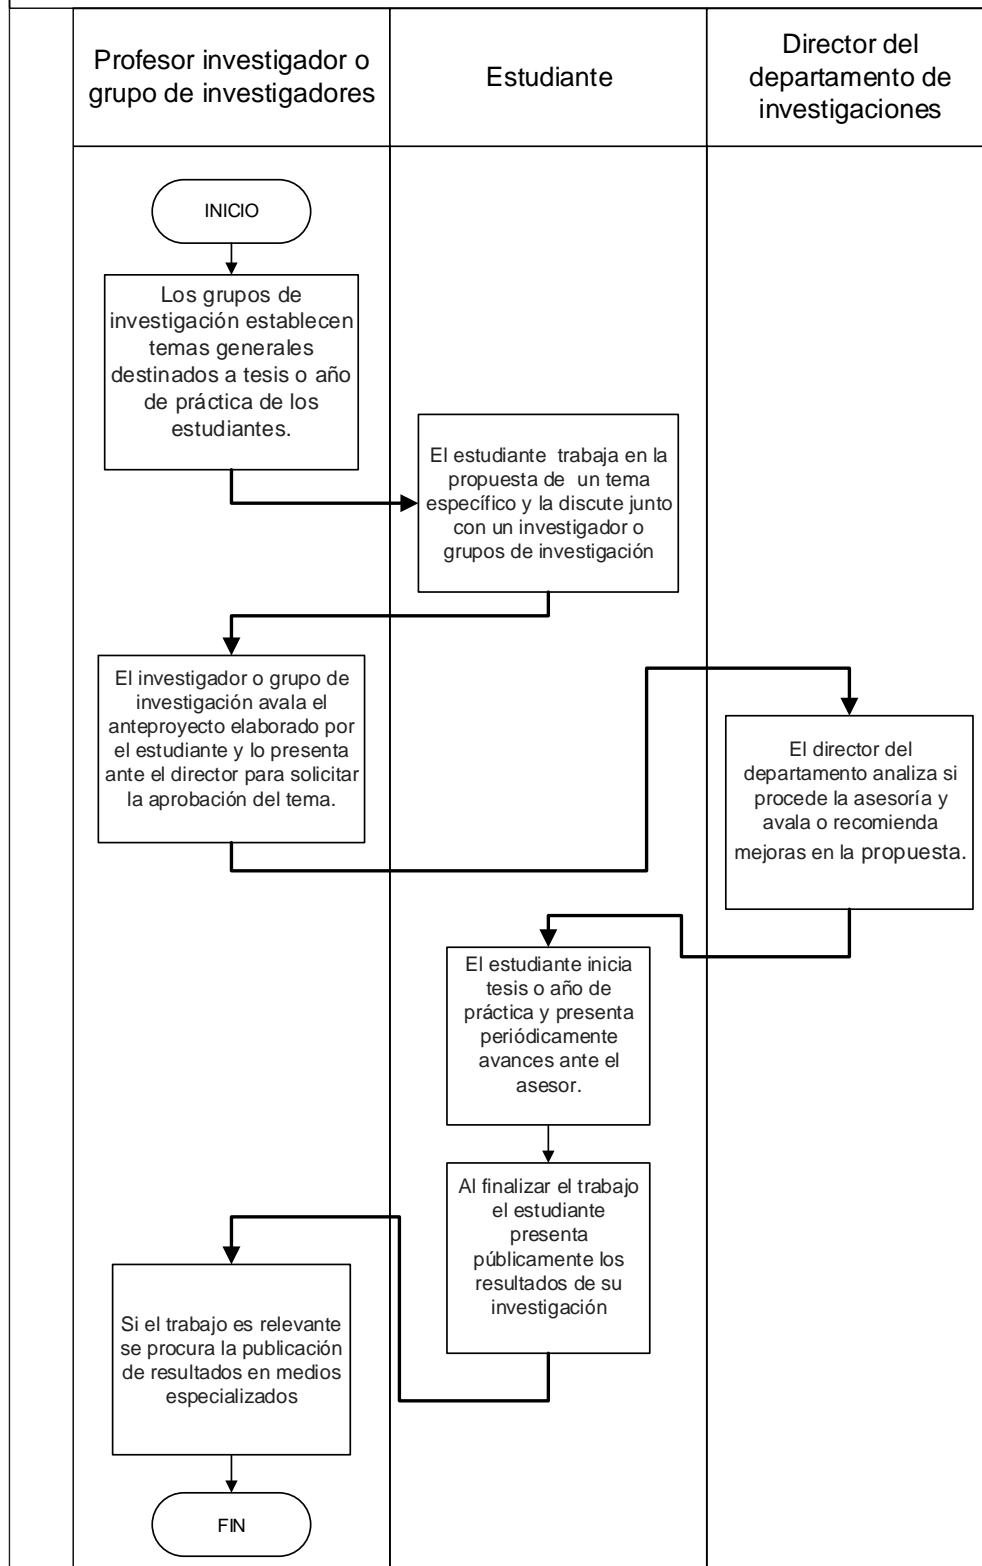 Profesor investigador o
grupo de investigadores
Estudiante
Director del
departamento de
investigaciones
INICIO
Los grupos de
investigación establecen
temas generales
destinados a tesis o año
de práctica de los
estudiantes.
El estudiante trabaja en la
propuesta de un tema
específico y la discute junto
con un investigador o
grupos de investigación
El investigador o grupo de
investigación avala el
anteproyecto elaborado por
el estudiante y lo presenta
ante el director para solicitar
la aprobación del tema.
El director del
departamento analiza si
procede la asesoría y
avala o recomienda
mejoras en la propuesta.
El estudiante inicia
tesis o año de
práctica y presenta
periódicamente
avances ante el
asesor.
Al finalizar el trabajo
el estudiante
presenta
públicamente los
resultados de su
investigación
Si el trabajo es relevante
se procura la publicación
de resultados en medios
especializados
FIN